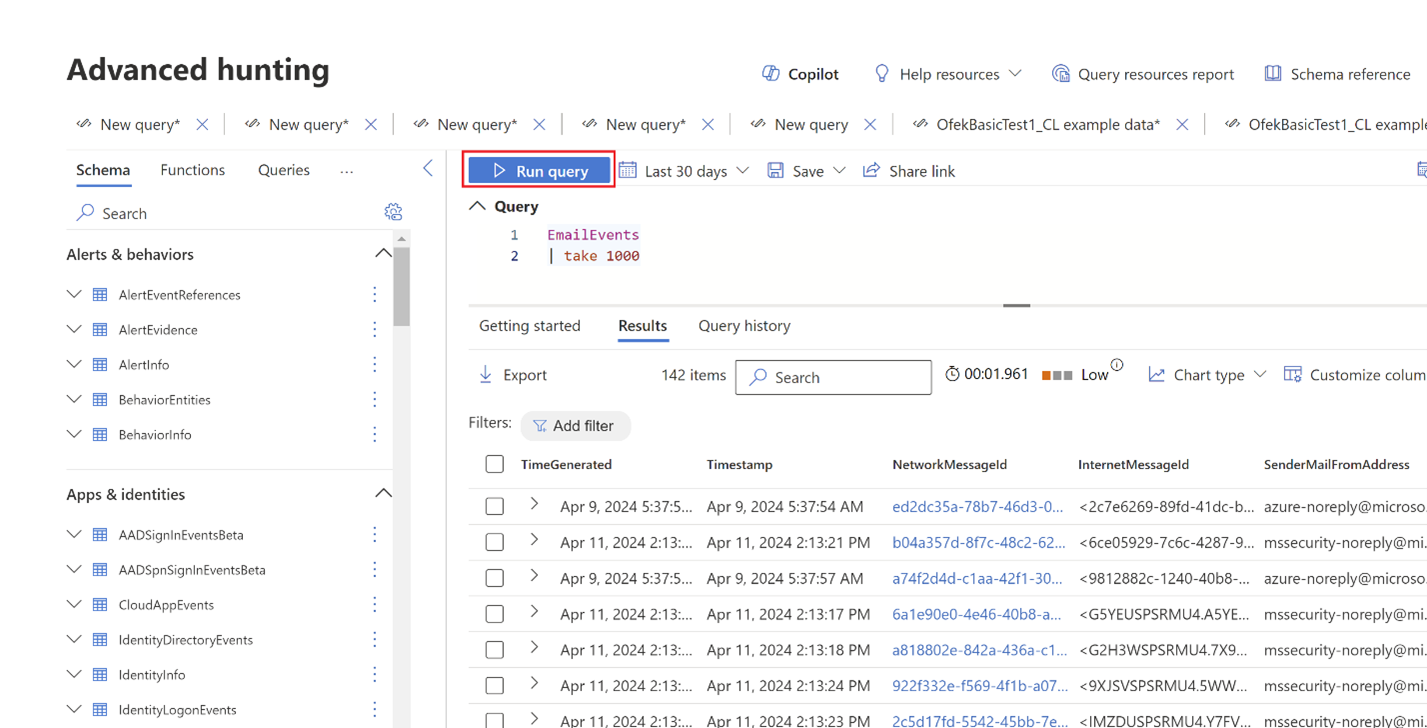 Advanced hunting
Copilot Help resources Query resources report Schema reference
New query* New query* New query* New query* New query OfekBasicTest1_CL example data* OfekBasicTest1_CL example
Schema Functions Queries ...
Run query Last 30 days Save Share link
Search
Query
1 EmailEvents
2 | take 1000
Alerts & behaviors
AlertEventReferences
AlertEvidence
AlertInfo
BehaviorEntities
BehaviorInfo
Apps & identities
AADSignInEventsBeta
AADSpnSignInEventsBeta
CloudAppEvents
IdentityDirectoryEvents
IdentityInfo
IdentityLogonEvents
Getting started Results Query history
Export 142 items Search 00:01.961 Low Chart type Customize colum
Filters: Add filter
TimeGenerated Timestamp NetworkMessageId InternetMessageId SenderMailFromAddress
Apr 9, 2024 5:37:5... Apr 9, 2024 5:37:54 AM ed2dc35a-78b7-46d3-0... <2c7e6269-89fd-41dc-b... azure-noreply@microso.
Apr 11, 2024 2:13:... Apr 11, 2024 2:13:21 PM b04a357d-8f7c-48c2-62... <6ce05929-7c6c-4287-9... mssecurity-noreply@mi.
Apr 9, 2024 5:37:5... Apr 9, 2024 5:37:57 AM a74f2d4d-c1aa-42f1-30... <9812882c-1240-40b8-... azure-noreply@microso.
Apr 11, 2024 2:13:... Apr 11, 2024 2:13:17 PM 6a1e90e0-4e46-40b8-a... <G5YEUSPSRMU4.A5YE... mssecurity-noreply@mi.
Apr 11, 2024 2:13:... Apr 11, 2024 2:13:18 PM a818802e-842a-436a-c1... <G2H3WSPSRMU4.7X9... mssecurity-noreply@mi.
Apr 11, 2024 2:13:... Apr 11, 2024 2:13:24 PM 922f332e-f569-4f1b-a07... <9XJSVSPSRMU4.5WW... mssecurity-noreply@mi.
Apr 11, 2024 2:13:... Apr 11, 2024 2:13:23 PM 2c5d17fd-5542-45bb-7e... <IMZDUSPSRMU4.Y7FV... mssecurity-noreply@mi.